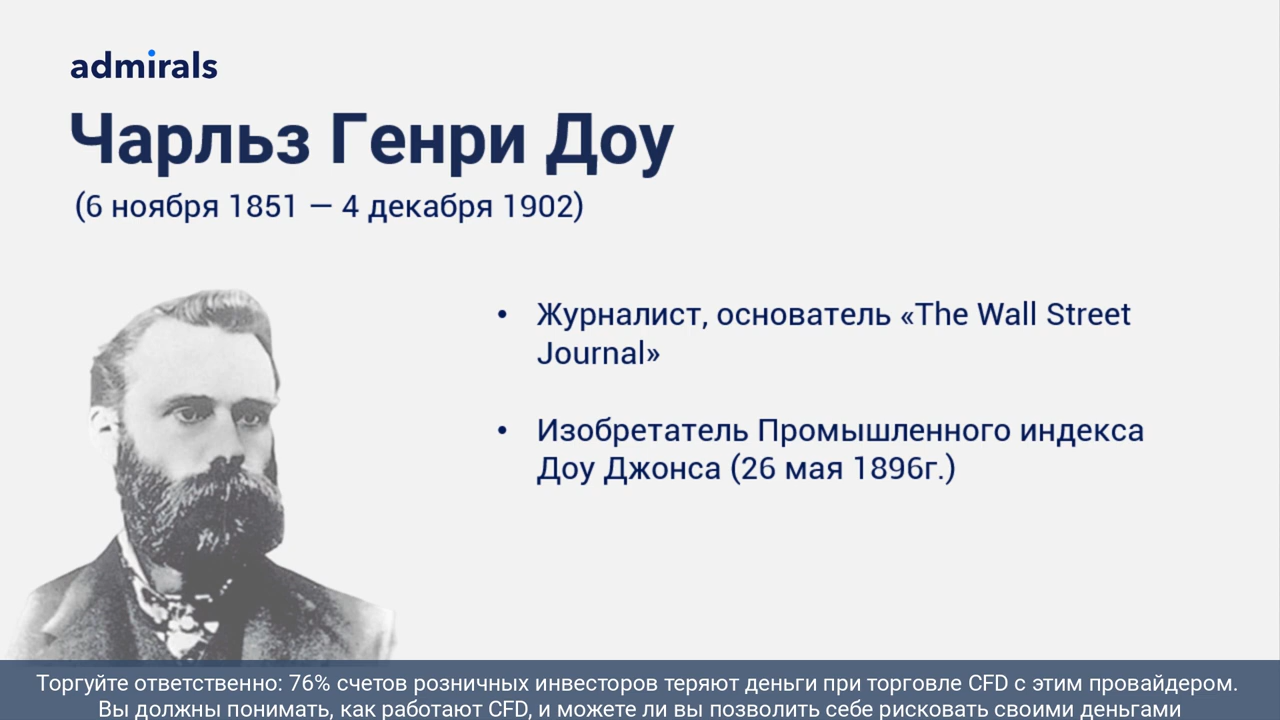 admirals
Чарльз Генри Доу
(6 ноября 1851 — 4 декабря 1902)
• Журналист, основатель «The Wall Street
Journal»
• Изобретатель Промышленного индекса
Доу Джонса (26 мая 1896г.)
Торгуйте ответственно: 76% счетов розничных инвесторов теряют деньги при торговле CFD с этим провайдером.
Вы должны понимать, как работают CFD, и можете ли вы позволить себе рисковать своими деньгами